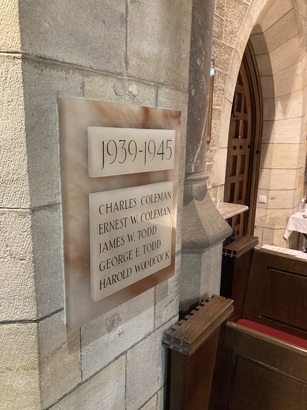 1939-1945
CHARLES COLEMAN
ERNEST W. COLEMAN
JAMES W. TODD
GEORGE E. TODD
HAROLD WOODCOCK